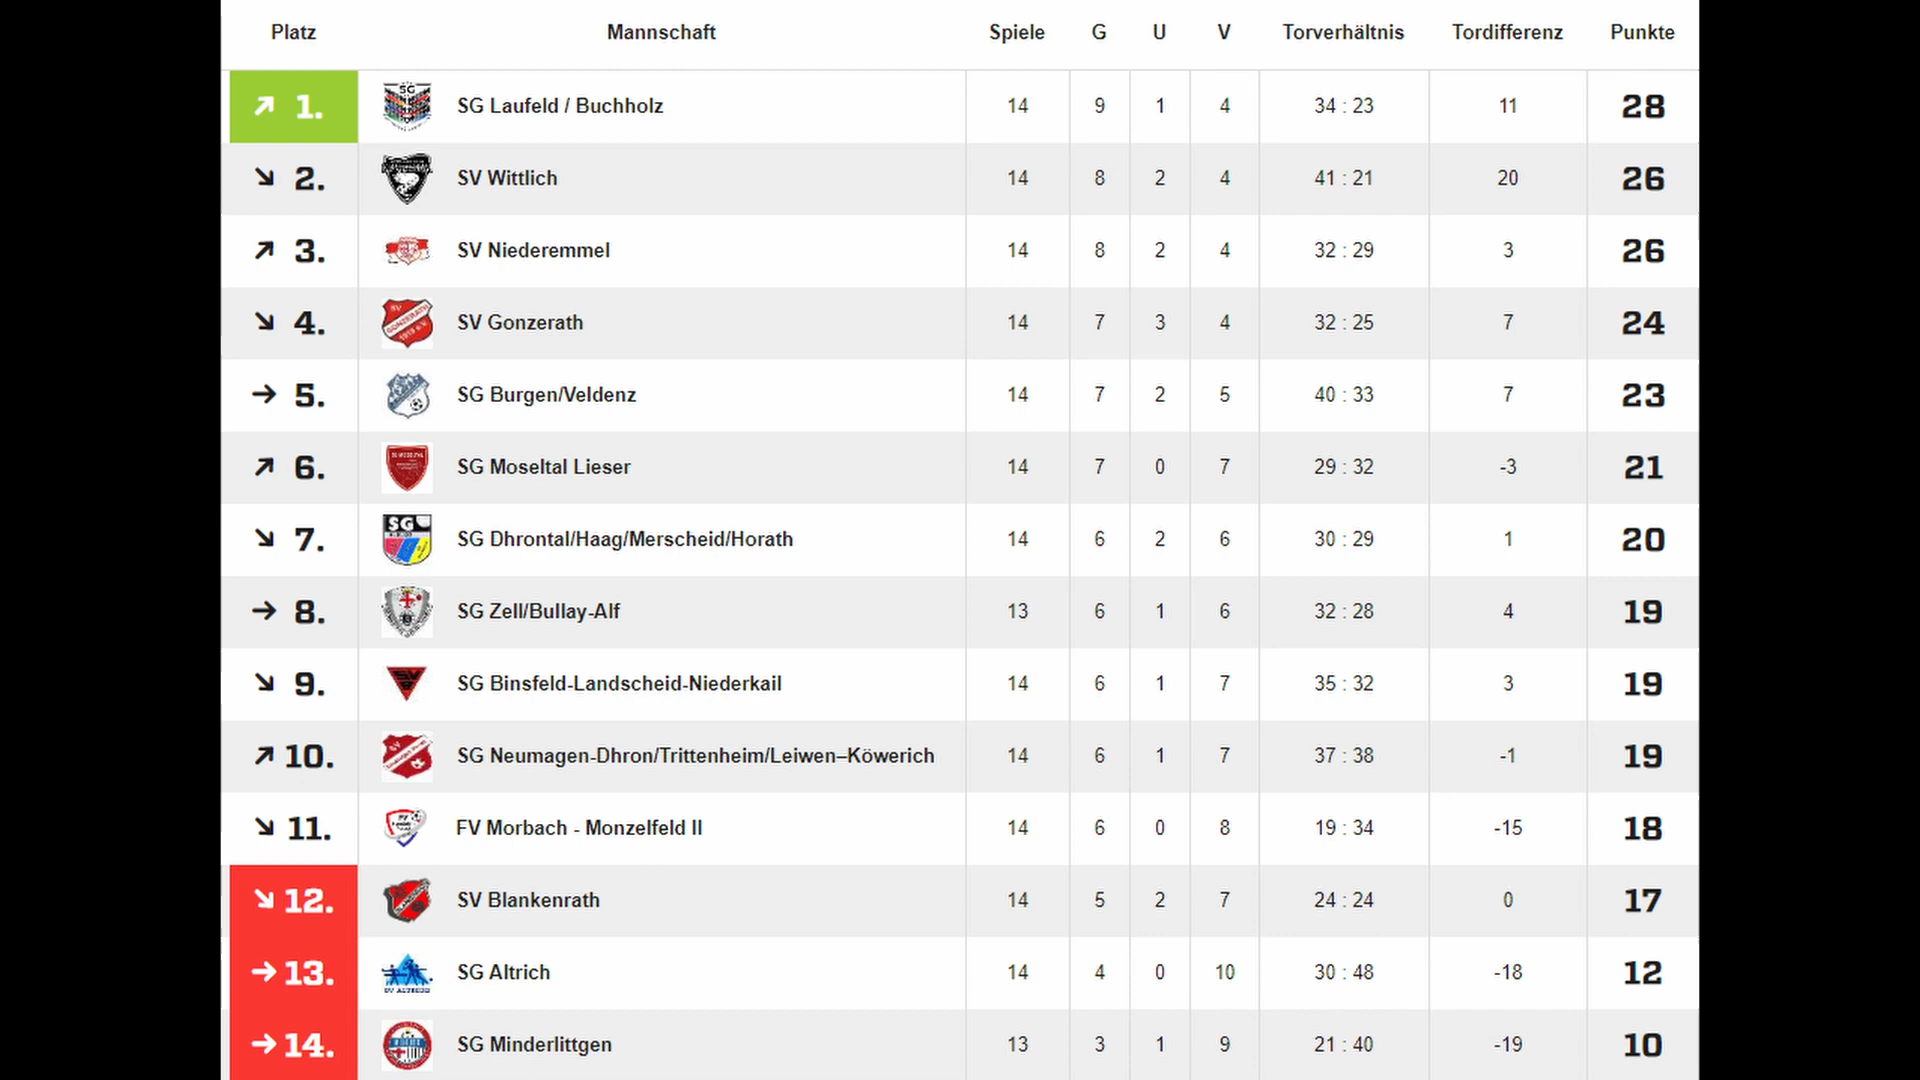 Platz Mannschaft Spiele G U V Torverhältnis Tordifferenz Punkte
1. SG Laufeld / Buchholz 14 9 1 4 34 : 23 11 28
2. SV Wittlich 14 8 2 4 41 : 21 20 26
3. SV Niederemmel 14 8 2 4 32 : 29 3 26
4. SV Gonzerath 14 7 3 4 32 : 25 7 24
5. SG Burgen/Veldenz 14 7 2 5 40 : 33 7 23
6. SG Moseltal Lieser 14 7 0 7 29 : 32 -3 21
7. SG Dhrontal/Haag/Merscheid/Horath 14 6 2 6 30 : 29 1 20
8. SG Zell/Bullay-Alf 13 6 1 6 32 : 28 4 19
9. SG Binsfeld-Landscheid-Niederkail 14 6 1 7 35 : 32 3 19
10. SG Neumagen-Dhron/Trittenheim/Leiwen–Köwerich 14 6 1 7 37 : 38 -1 19
11. FV Morbach - Monzelfeld II 14 6 0 8 19 : 34 -15 18
12. SV Blankenrath 14 5 2 7 24 : 24 0 17
13. SG Altrich 14 4 0 10 30 : 48 -18 12
14. SG Minderlittgen 13 3 1 9 21 : 40 -19 10